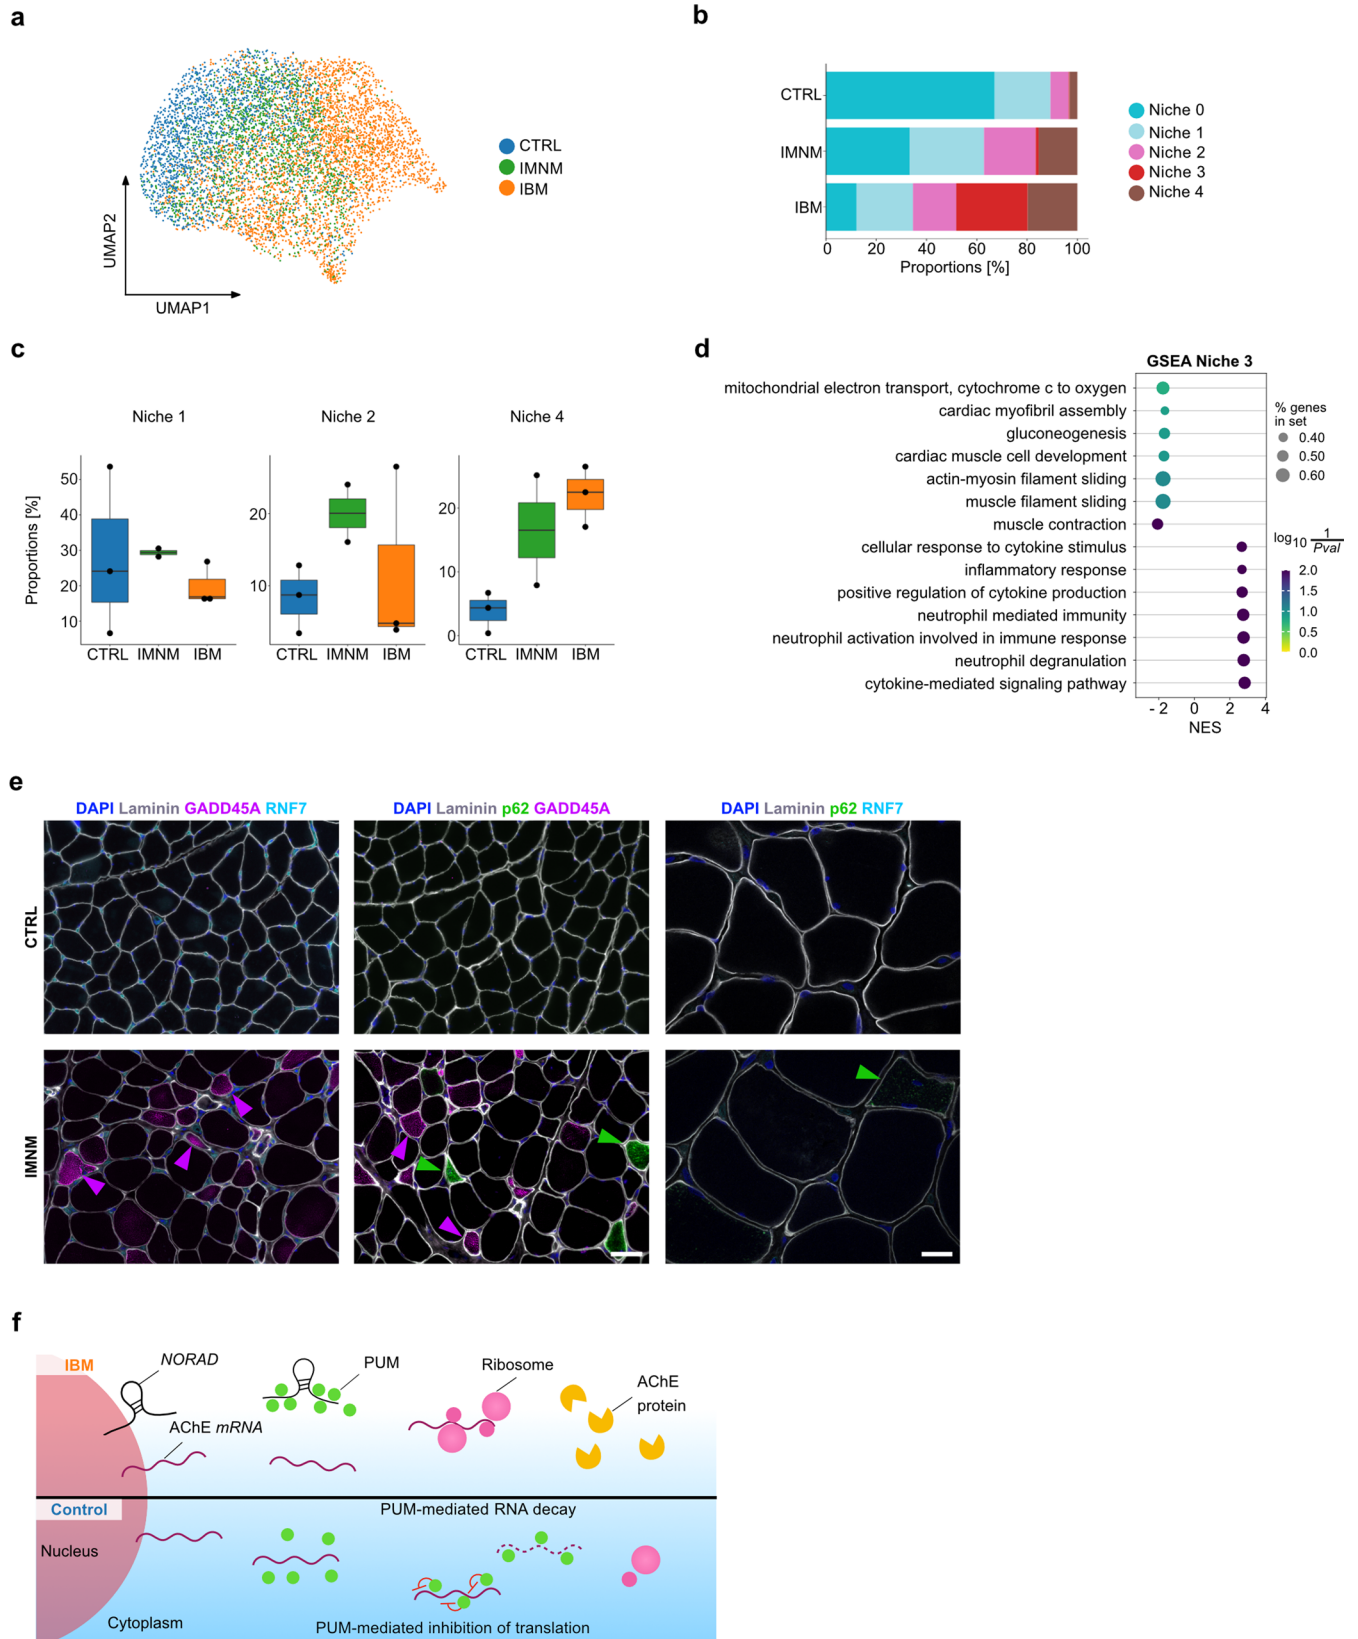 a
CTRL
IMNM
IBM
UMAP2
UMAP1
b
CTRL
IMNM
IBM
0 20 40 60 80 100
Proportions [%]
Niche 0
Niche 1
Niche 2
Niche 3
Niche 4
c
Niche 1
Niche 2
Niche 4
Proportions [%]
50
40
30
20
10
CTRL IMNM IBM
20
10
CTRL IMNM IBM
20
10
0
CTRL IMNM IBM
d
GSEA Niche 3
mitochondrial electron transport, cytochrome c to oxygen
cardiac myofibril assembly
gluconeogenesis
cardiac muscle cell development
actin-myosin filament sliding
muscle filament sliding
muscle contraction
cellular response to cytokine stimulus
inflammatory response
positive regulation of cytokine production
neutrophil mediated immunity
neutrophil activation involved in immune response
neutrophil degranulation
cytokine-mediated signaling pathway
- 2 0 2 4
NES
% genes
in set
0.40
0.50
0.60
log10 1/Pval
2.0
1.5
1.0
0.5
0.0
e
DAPI Laminin GADD45A RNF7
DAPI Laminin p62 GADD45A
DAPI Laminin p62 RNF7
CTRL
IMNM
f
IBM
NORAD
AChE mRNA
PUM
Ribosome
AChE
protein
Control
Nucleus
Cytoplasm
PUM-mediated RNA decay
PUM-mediated inhibition of translation